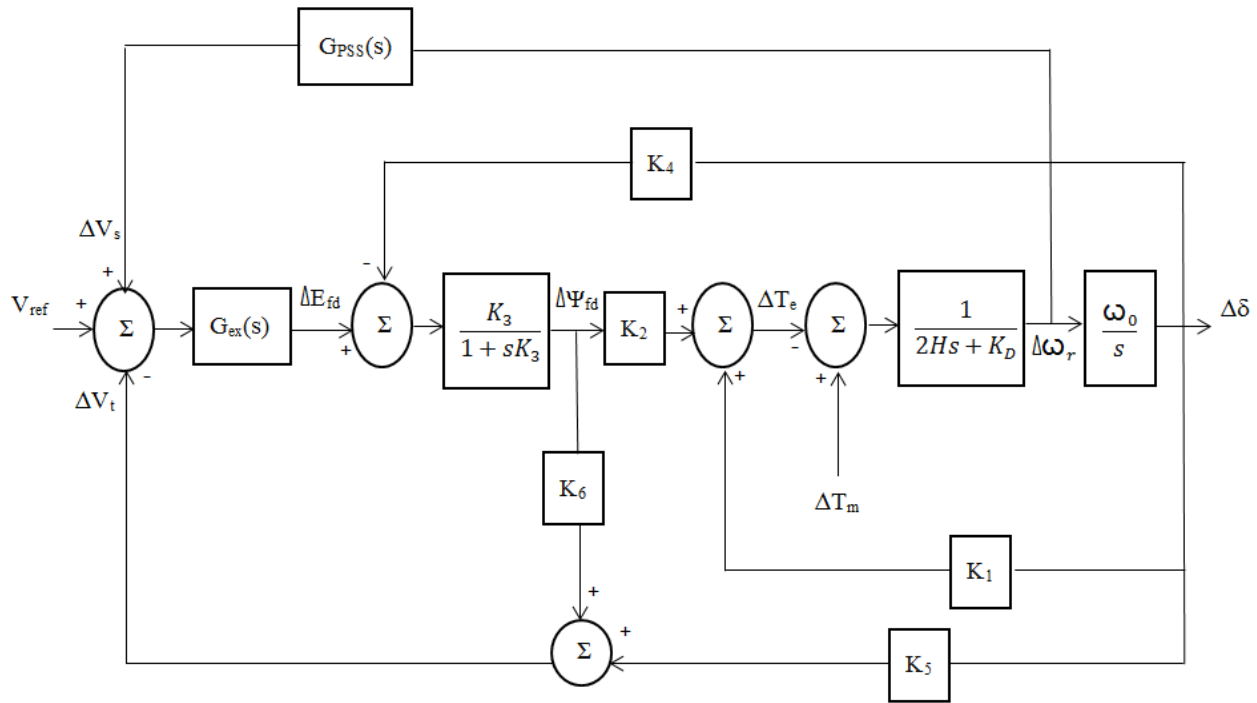 G_PSS(s)
K_4
ΔV_s
+
-
V_ref
+
Σ
G_ex(s)
ΔE_fd
+
Σ
K_3
1 + sK_3
ΔΨ_fd
K_2
+
Σ
ΔT_e
-
Σ
1
2Hs + K_D
Δω_r
ω_0
s
Δδ
-
ΔV_t
+
+
K_6
ΔT_m
K_1
+
+
Σ
K_5